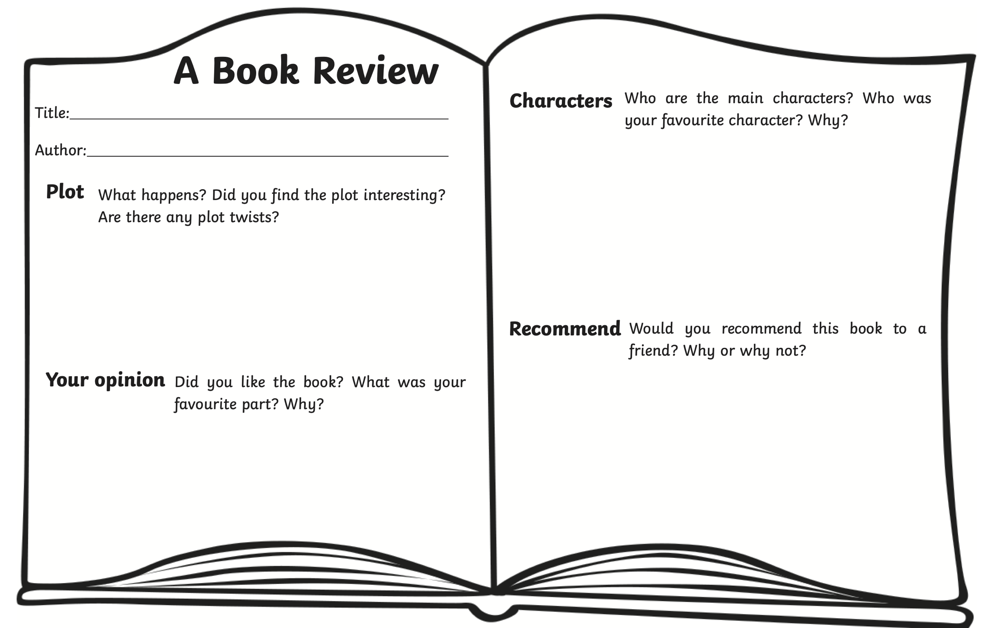 A Book Review
Title:
Author:
Plot What happens? Did you find the plot interesting?
Are there any plot twists?
Your opinion Did you like the book? What was your
favourite part? Why?
Characters Who are the main characters? Who was
your favourite character? Why?
Recommend Would you recommend this book to a
friend? Why or why not?